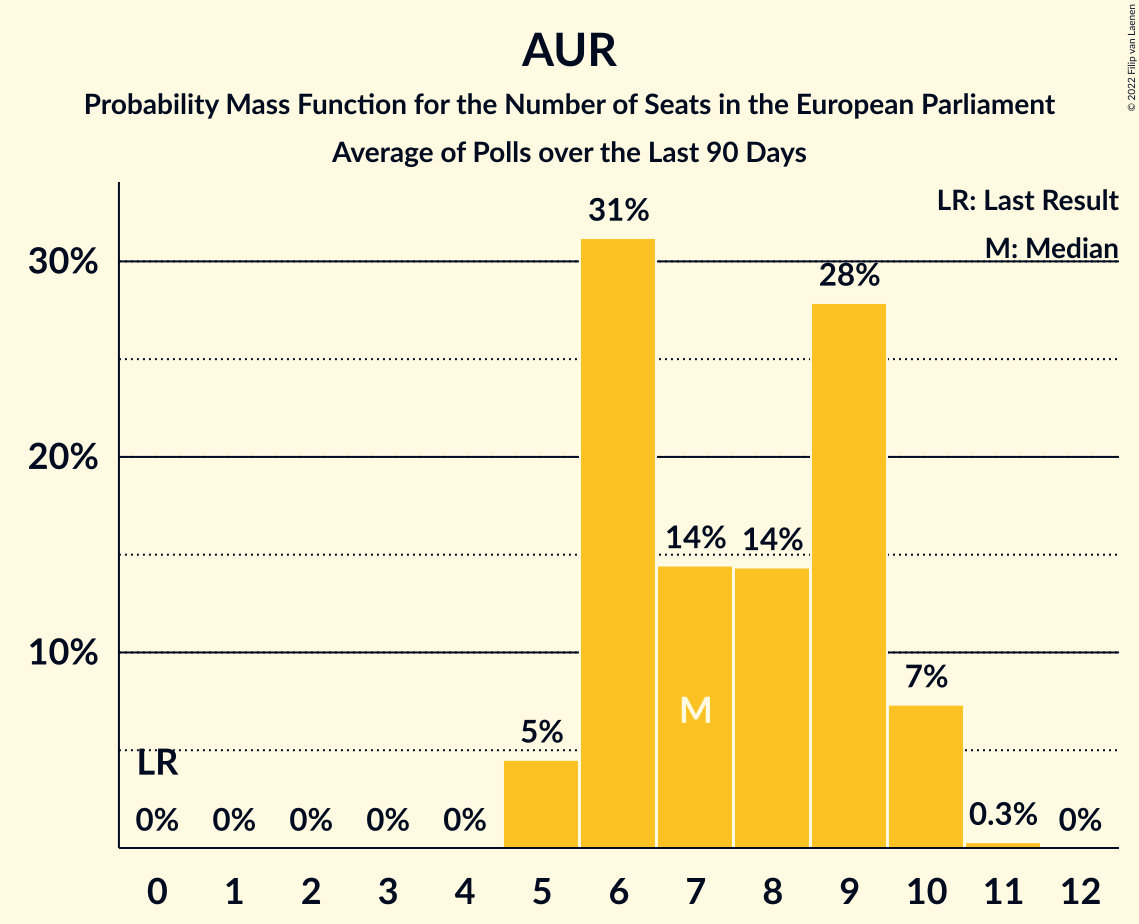 AUR
Probability Mass Function for the Number of Seats in the European Parliament
Average of Polls over the Last 90 Days
© 2022 Filip van Laenen
LR: Last Result
M: Median
30%
20%
10%
31%
28%
14%
14%
7%
5%
0.3%
M
LR
0%
0%
0%
0%
0%
0%
0 1 2 3 4 5 6 7 8 9 10 11 12